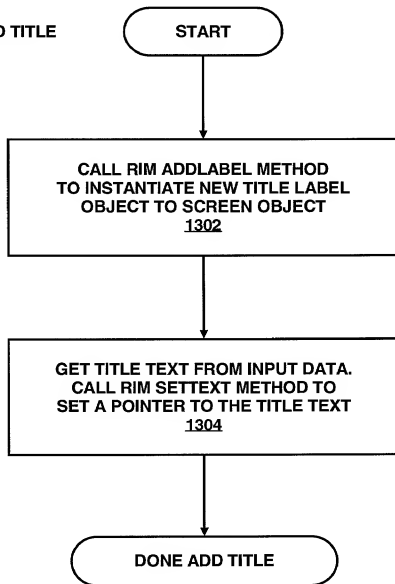 TITLE
START
CALL RIM ADDLABEL METHOD
TO INSTANTIATE NEW TITLE LABEL
OBJECT TO SCREEN OBJECT
1302
GET TITLE TEXT FROM INPUT DATA.
CALL RIM SETTEXT METHOD TO
SET A POINTER TO THE TITLE TEXT
1304
DONE ADD TITLE